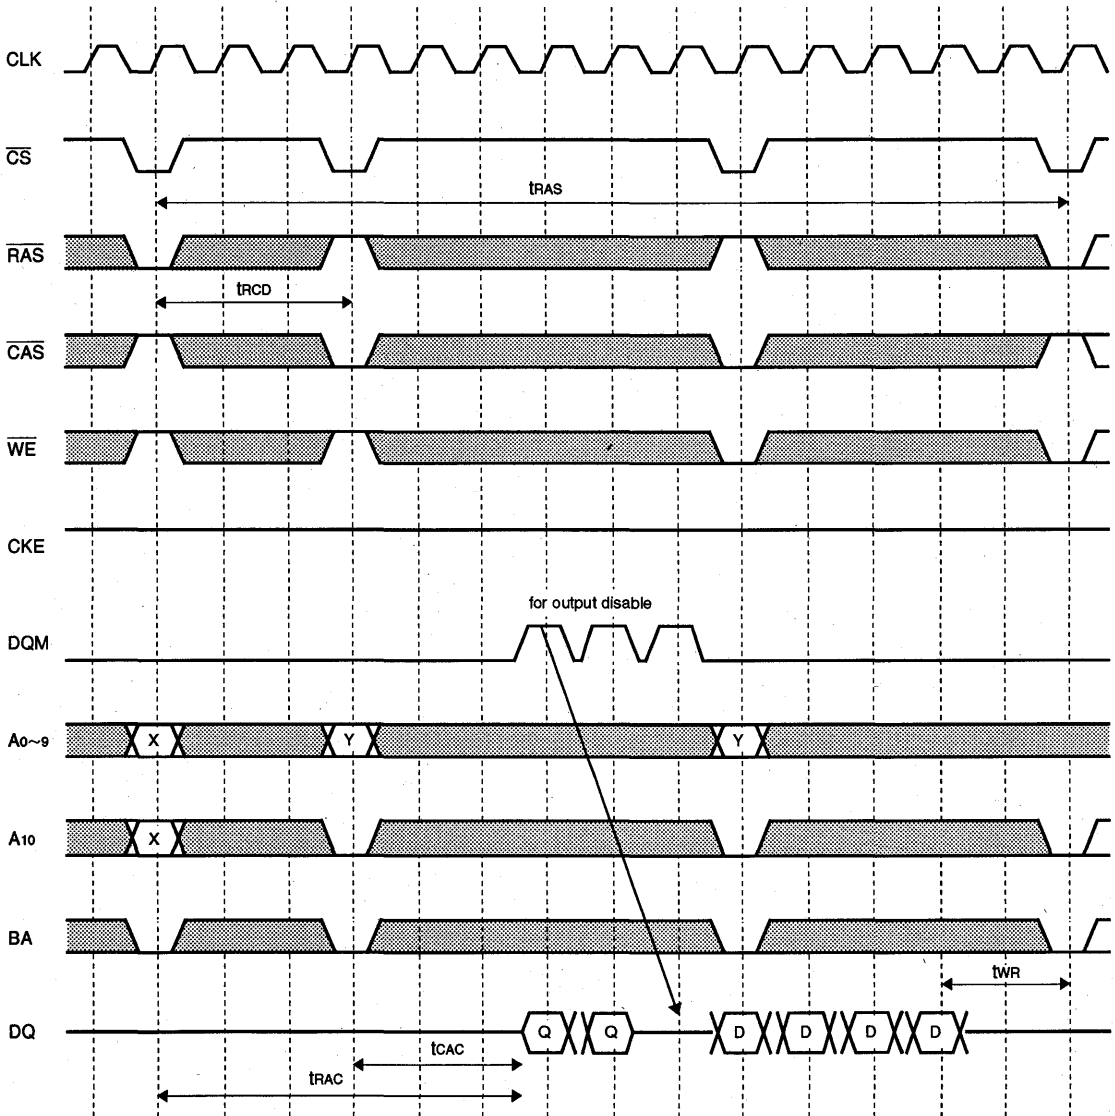 CLK
CS
tRAS
RAS
tRCD
CAS
WE
CKE
for output disable
DQM
A0~9 X Y Y
A10 X
BA
tWR
DQ Q Q D D D D
tCAC
tRAC